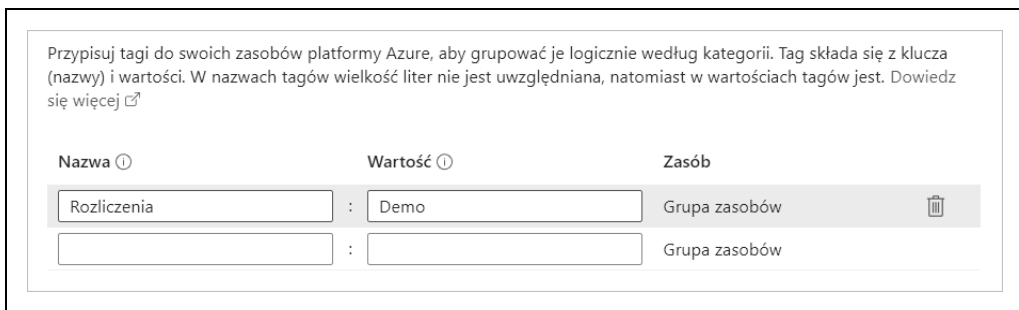 Przypisuj tagi do swoich zasobów platformy Azure, aby grupować je logicznie według kategorii. Tag składa się z klucza
(nazwy) i wartości. W nazwach tagów wielkość liter nie jest uwzględniana, natomiast w wartościach tagów jest. Dowiedz
się więcej
Nazwa Wartość Zasób
Rozliczenia : Demo Grupa zasobów
: Grupa zasobów